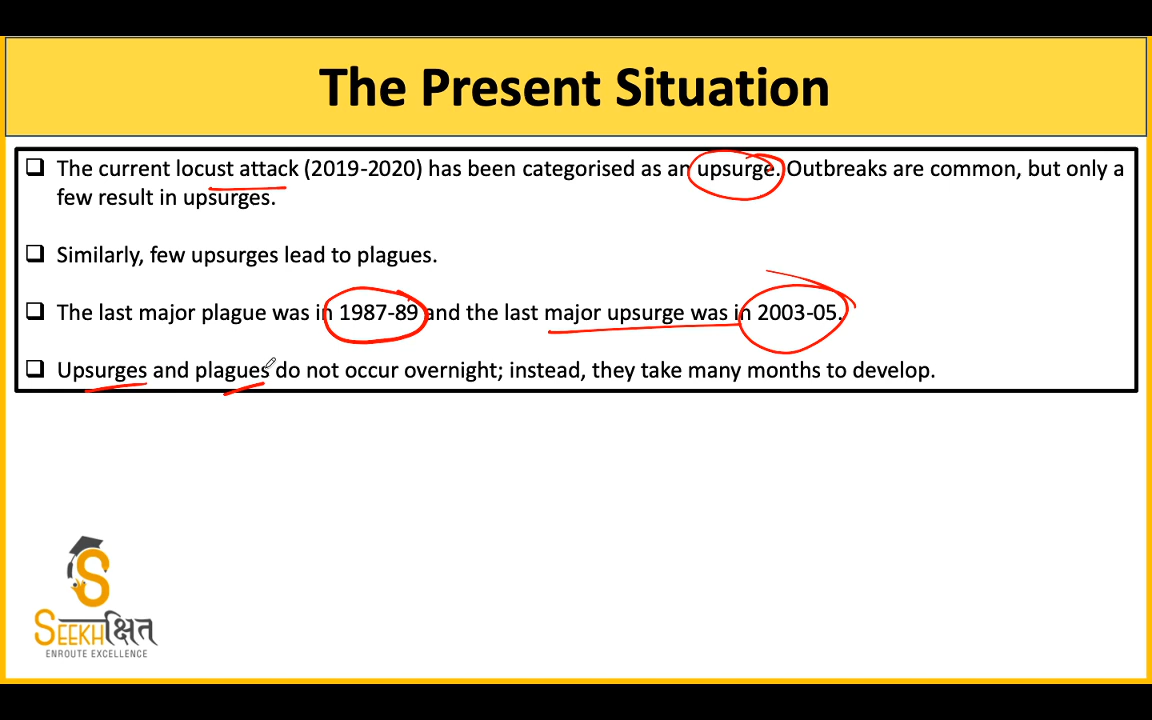 The Present Situation
The current locust attack (2019-2020) has been categorised as an upsurge. Outbreaks are common, but only a
few result in upsurges.
Similarly, few upsurges lead to plagues.
The last major plague was in 1987-89 and the last major upsurge was in 2003-05.
Upsurges and plagues do not occur overnight; instead, they take many months to develop.
S
SEEKHक्षित
ENROUTE EXCELLENCE